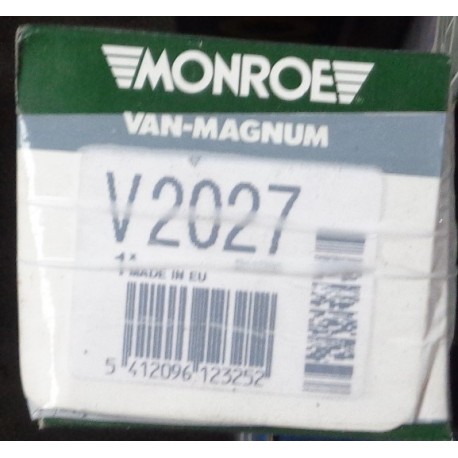 MONROE
VAN-MAGNUM
V2027
1x
MADE IN EU
5 412096 123252